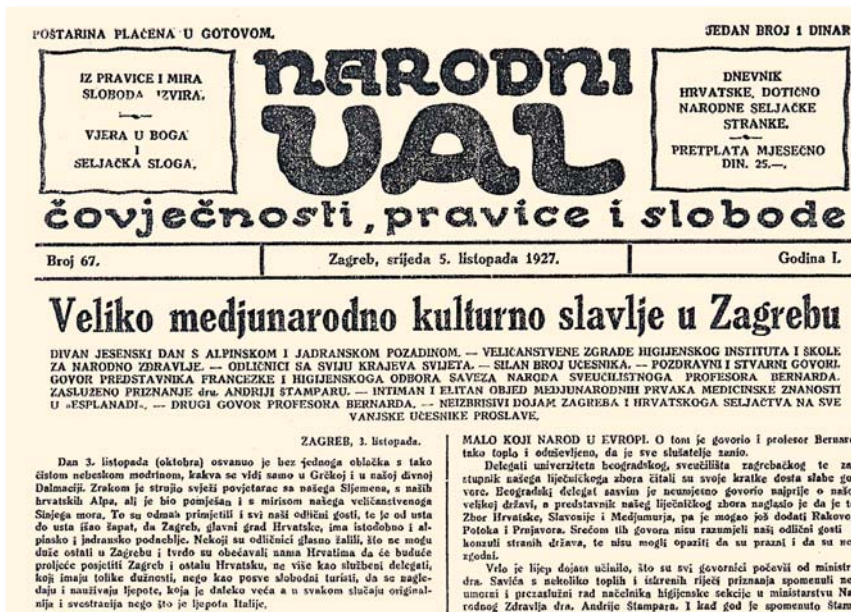 POŠTARINA PLAĆENA U GOTOVOM.
JEDAN BROJ 1 DINAR
IZ PRAVICE I MIRA
SLOBODA IZVIRA.
VJERA U BOGA
I
SELJAČKA SLOGA.
NARODNI
VAL
DNEVNIK
HRVATSKE, DOTIČNO
NARODNE SELJAČKE
STRANKE.
PRETPLATA MJESEČNO
DIN. 25.—.
čovječnosti, pravice i slobode
Broj 67.
Zagreb, srijeda 5. listopada 1927.
Godina I.
Veliko medjunarodno kulturno slavlje u Zagrebu
DIVAN JESENSKI DAN S ALPINSKOM I JADRANSKOM POZADINOM. — VELIČANSTVENE ZGRADE HIGIJENSKOG INSTITUTA I ŠKOLE
ZA NARODNO ZDRAVLJE. — ODLIČNICI SA SVIJU KRAJEVA SVIJETA. — SILAN BROJ UČESNIKA. — POZDRAVNI I STVARNI GOVORI.
GOVOR PREDSTAVNIKA FRANCEZKE I HIGIJENSKOGA ODBORA SAVEZA NARODA SVEUČILISTNOGA PROFESORA BERNARDA.
ZASLUŽENO PRIZNANJE dru. ANDRIJI ŠTAMPARU. — INTIMAN I ELITAN OBJED MEDJUNARODNIH PRVAKA MEDICINSKE ZNANOSTI
U »ESPLANADI«. — DRUGI GOVOR PROFESORA BERNARDA. — NEIZBRISIVI DOJAM ZAGREBA I HRVATSKOGA SELJAČTVA NA SVE
VANJSKE UČESNIKE PROSLAVE.
ZAGREB, 3. listopada.
Dan 3. listopada (oktobra) osvanuo je bez jednoga oblačka s tako
čistom nebeskom modrinom, kakva se vidi samo u Grčkoj i u našoj divnoj
Dalmaciji. Zrakom je strujio svježi povjetarac sa našega Sljemena, s naših
hrvatskih Alpa, ali je bio pomješan i s mirisom našega veličanstvenoga
Sinjega mora. To su odmah primjetili i svi naši odlični gosti, te je od usta
do usta išao šapat, da Zagreb, glavni grad Hrvatske, ima istodobno i al-
pinsko i jadransko podneblje. Nekoji su odličnici glasno žalili, što ne mogu
duže ostati u Zagrebu i tvrdo su obećavali nama Hrvatima da će buduće
proljeće posjetiti Zagreb i ostalu Hrvatsku, ne više kao službeni delegati,
koji imaju tolike dužnosti, nego kao posve slobodni turisti, da se nagle-
daju i nauživaju ljepote, koja je daleko veća a u svakom slučaju original-
nija i svestranija nego što je ljepota Italije.
MALO KOJI NAROD U EVROPI. O tom je govorio i profesor Bernard
tako toplo i oduševljeno, da je sve slušatelje zanio.
Delegati univerziteta beogradskog, sveučilišta zagrebačkog te za-
stupnik našega liječničkoga zbora čitali su svoje kratke dosta slabe go-
vore. Beogradski delegat sasvim je neumjesno govorio najprije o našoj
velikoj državi, a predstavnik našeg liječničkog zbora naglasio je da je to
Zbor Hrvatske, Slavonije i Medjumurja, pa je mogao još dodati Rakovog
Potoka i Prnjavora. Srećom tih govora nisu razumjeli naši odlični gosti i
konzuli stranih država, te nisu mogli opaziti da su prazni i da su ne-
zgodni.
Vrlo je lijep dojam učinilo, što su svi govornici počevši od ministra
dra. Savića s nekoliko toplih i iskrenih riječi priznanja spomenuli ne-
umorni i prezaslužni rad načelnika higijenske sekcije u ministarstvu Na-
rodnog Zdravlja dra. Andrije Štampara. I kad god je spomenuto